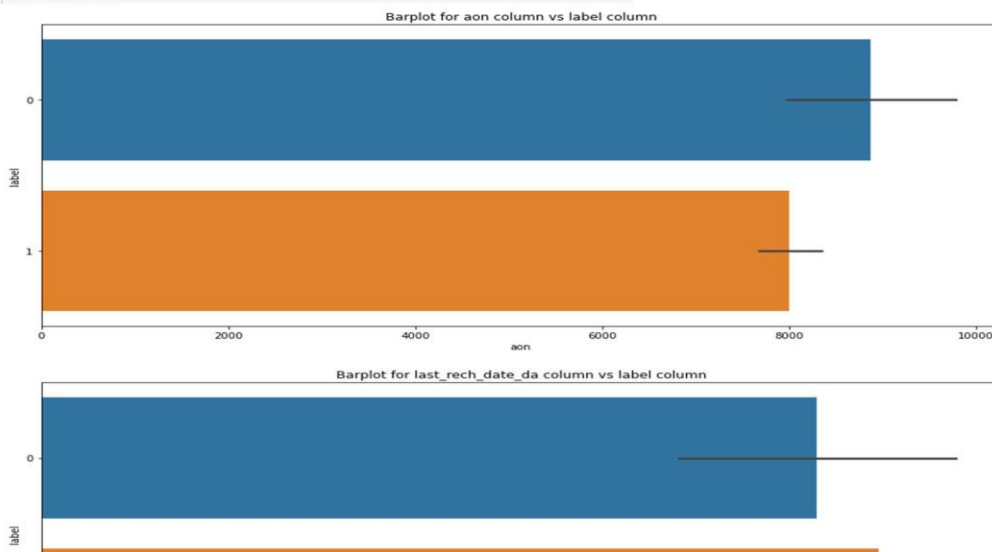 Barplot for aon column vs label column
0
label
1
0 2000 4000 6000 8000 10000
aon
Barplot for last_rech_date_da column vs label column
0
label